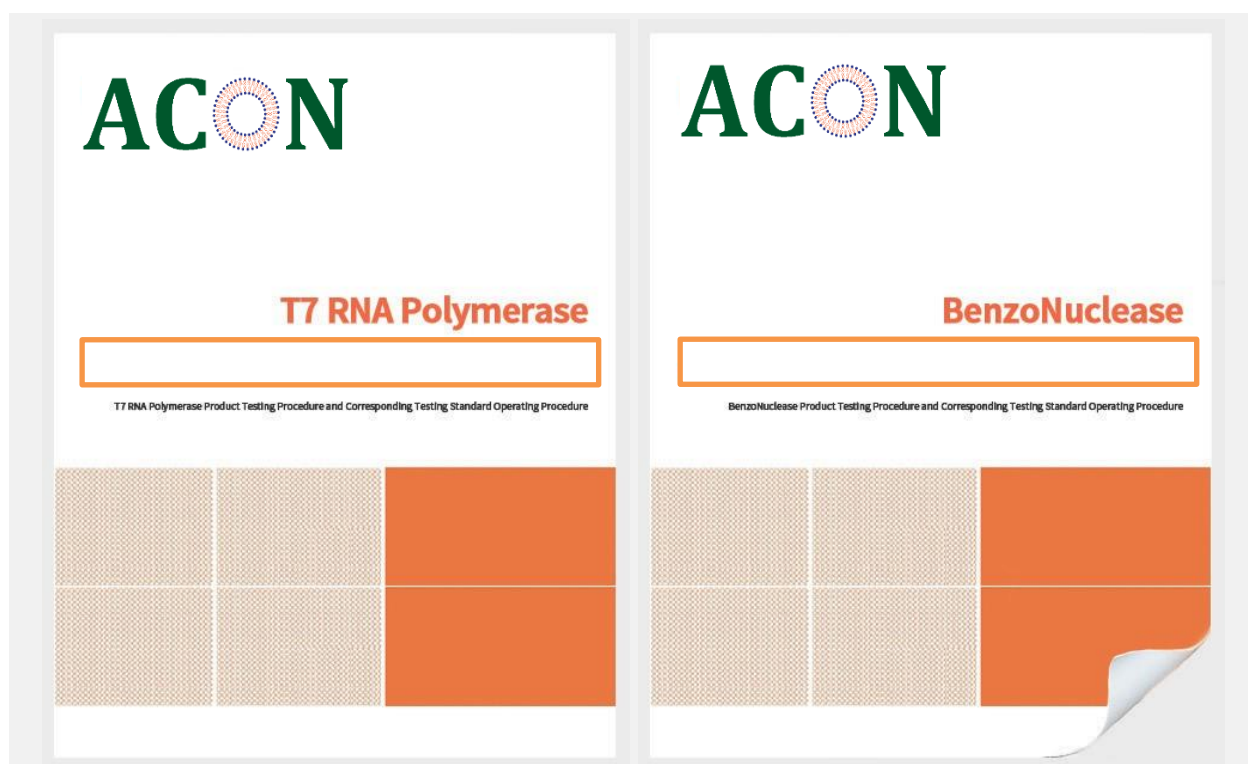 ACON
T7 RNA Polymerase
T7 RNA Polymerase Product Testing Procedure and Corresponding Testing Standard Operating Procedure
ACON
BenzoNuclease
BenzoNuclease Product Testing Procedure and Corresponding Testing Standard Operating Procedure